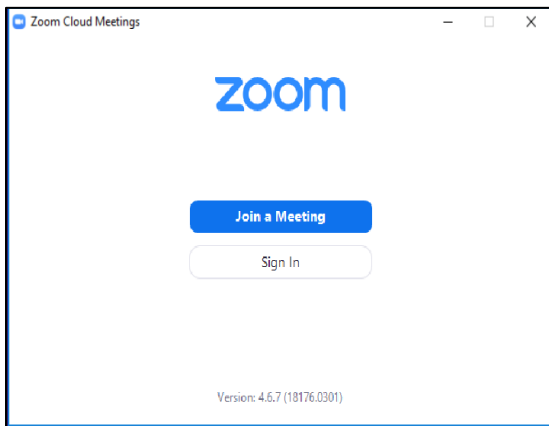 Zoom Cloud Meetings
zoom
Join a Meeting
Sign In
Version: 4.6.7 (18176.0301)